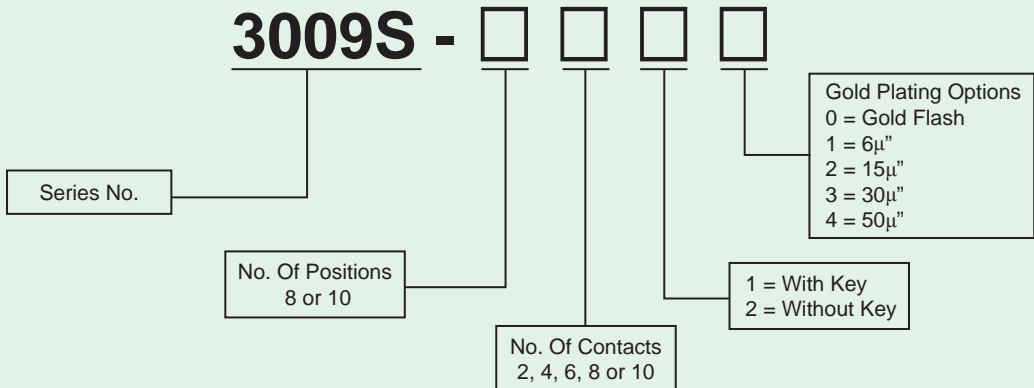 3009S - □ □ □ □
Gold Plating Options
0 = Gold Flash
1 = 6μ”
2 = 15μ”
3 = 30μ”
4 = 50μ”
Series No.
No. Of Positions
8 or 10
1 = With Key
2 = Without Key
No. Of Contacts
2, 4, 6, 8 or 10